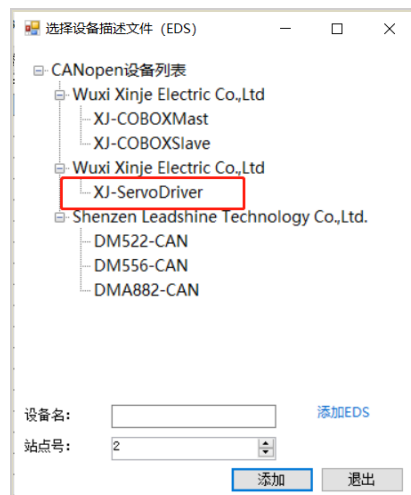 选择设备描述文件（EDS）
CANopen设备列表
Wuxi Xinje Electric Co.,Ltd
XJ-COBOXMast
XJ-COBOXSlave
Wuxi Xinje Electric Co.,Ltd
XJ-ServoDriver
Shenzen Leadshine Technology Co.,Ltd.
DM522-CAN
DM556-CAN
DMA882-CAN
设备名: 添加EDS
站点号: 2
添加 退出